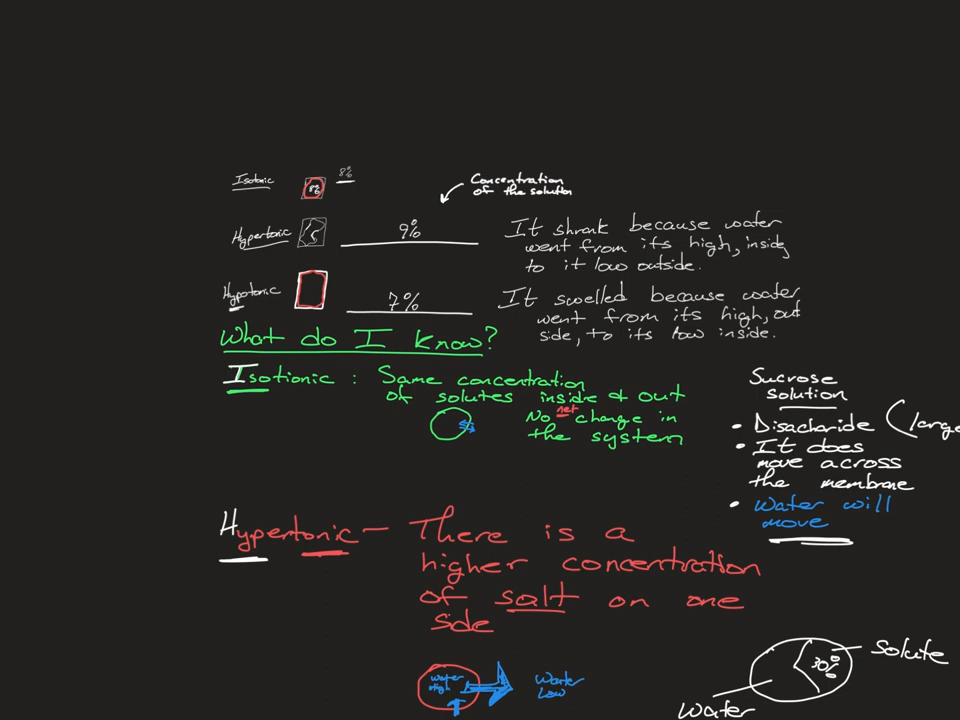 Isotonic
8%
8%
Concentration
of the solution
Hypertonic
9%
It shrank because water
went from its high, inside,
to it low outside.
Hypotonic
7%
It swelled because water
went from its high, out
side, to its low inside.
What do I know?
Isotionic : Same concentration
of solutes inside & out
No net change in
the system
Sucrose
solution
• Disacharide (large
• It does
move across
the membrane
• Water will
move
Hypertonic — There is a
higher concentration
of salt on one
side
water
High
Water
Low
30%
Solute
Water